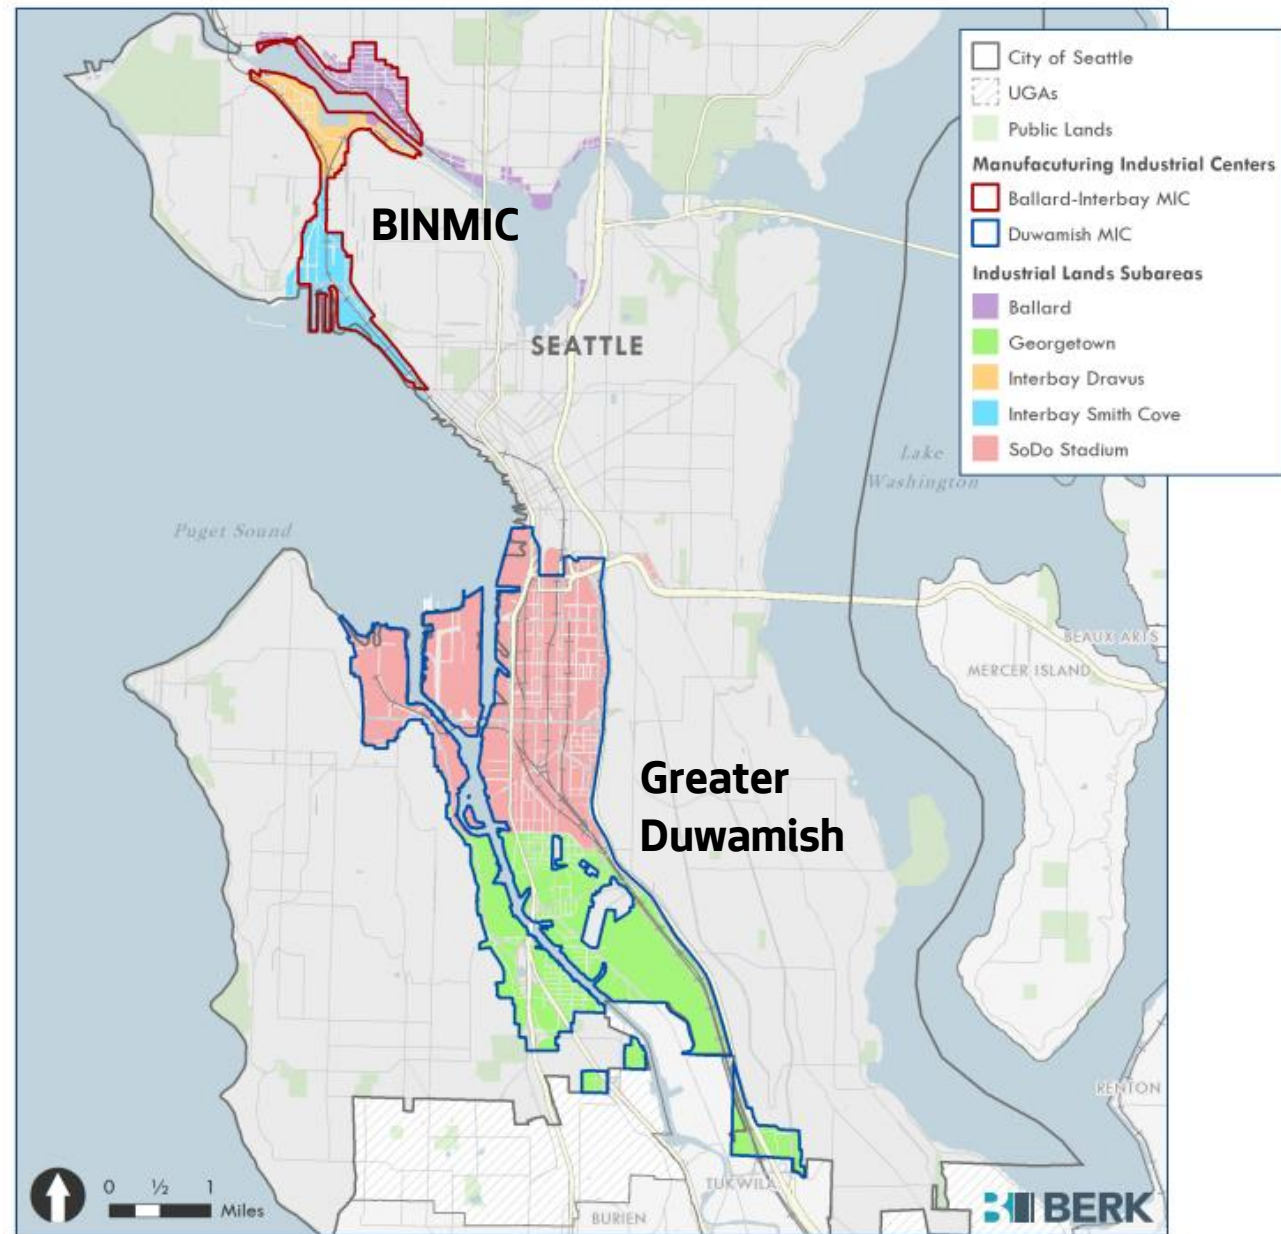 City of Seattle
UGAs
Public Lands
Manufacuturing Industrial Centers
Ballard-Interbay MIC
Duwamish MIC
Industrial Lands Subareas
Ballard
Georgetown
Interbay Dravus
Interbay Smith Cove
SoDo Stadium
BINMIC
SEATTLE
Lake
Washington
Puget Sound
BEAUX ARTS
MERCER ISLAND
Greater
Duwamish
RENTON
TUKWILA
BURIEN
0 ½ 1
Miles
BERK